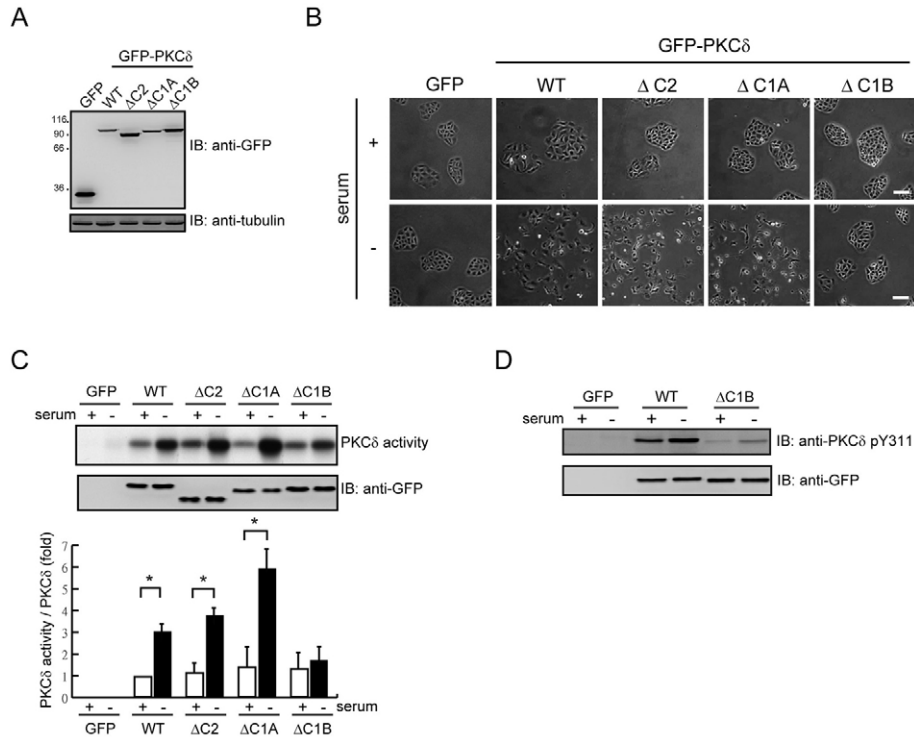 A
GFP-PKCδ
GFP
WT
ΔC2
ΔC1A
ΔC1B
116
90
66
36
IB: anti-GFP
IB: anti-tubulin
B
GFP-PKCδ
GFP WT Δ C2 Δ C1A Δ C1B
serum
+
-
C
GFP WT ΔC2 ΔC1A ΔC1B
serum + - + - + - + - + -
PKCδ activity
IB: anti-GFP
PKCδ activity / PKCδ (fold)
7
6
5
4
3
2
1
0
* * *
+ - + - + - + - + - serum
GFP WT ΔC2 ΔC1A ΔC1B
D
GFP WT ΔC1B
serum + - + - + -
IB: anti-PKCδ pY311
IB: anti-GFP